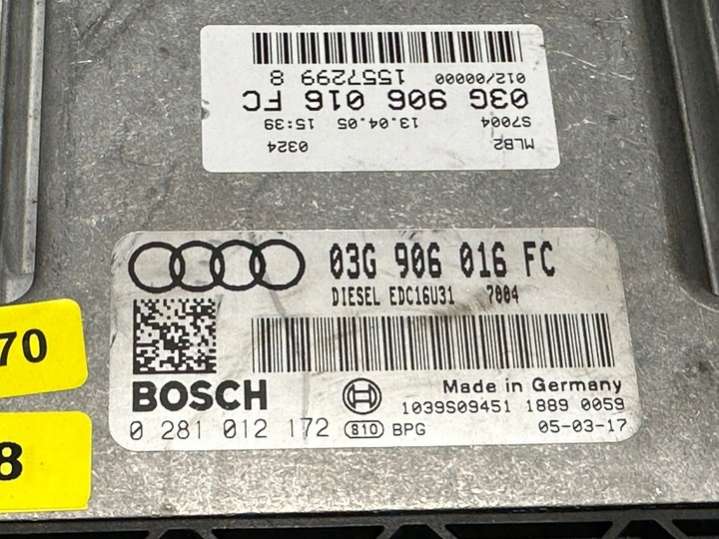 MLB2 0324
S7004 13.04.05 15:39
03G 906 016 FC
012/00000 1557299 8
03G 906 016 FC
DIESEL EDC16U31 7004
BOSCH
Made in Germany
1039S09451 1889 0059
0 281 012 172 B10 BPG 05-03-17
70
8